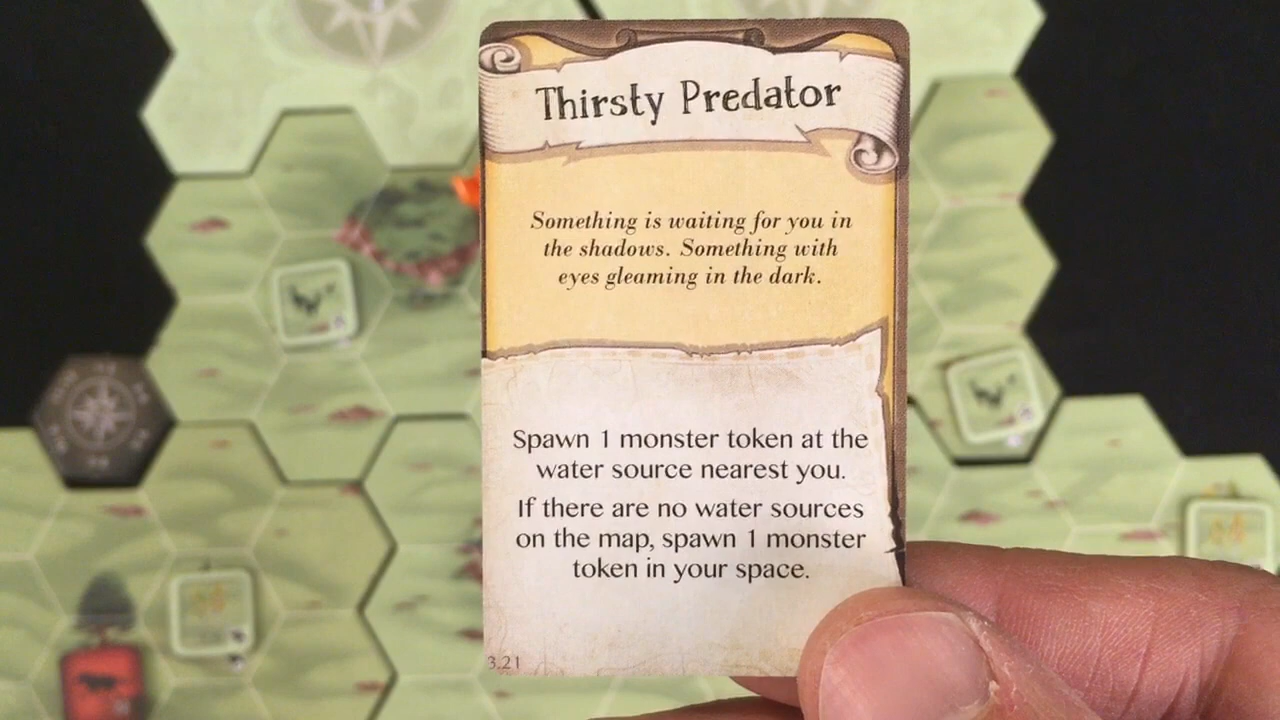 Thirsty Predator
Something is waiting for you in
the shadows. Something with
eyes gleaming in the dark.
Spawn 1 monster token at the
water source nearest you.
If there are no water sources
on the map, spawn 1 monster
token in your space.
3.21